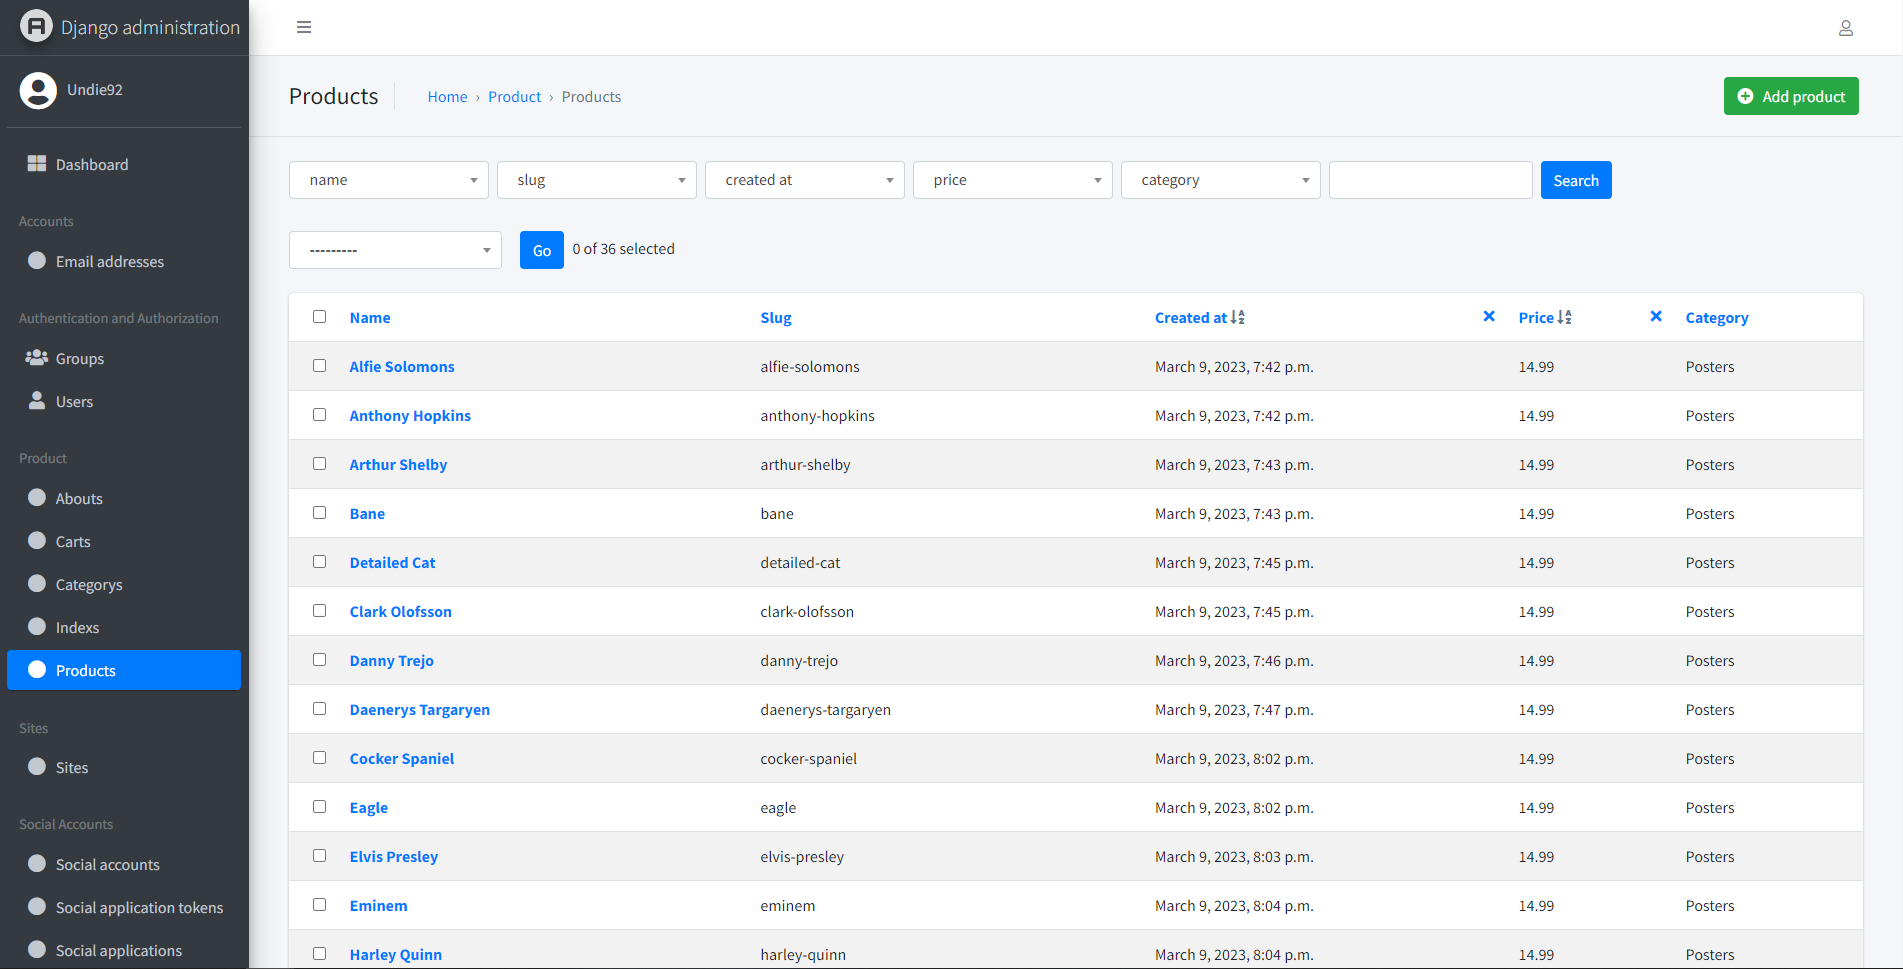 Django administration
Undie92
Dashboard
Accounts
Email addresses
Authentication and Authorization
Groups
Users
Product
Abouts
Carts
Categorys
Indexs
Products
Sites
Sites
Social Accounts
Social accounts
Social application tokens
Social applications
Products Home › Product › Products Add product
name slug created at price category Search
--------- Go 0 of 36 selected
Name Slug Created at Price Category
Alfie Solomons alfie-solomons March 9, 2023, 7:42 p.m. 14.99 Posters
Anthony Hopkins anthony-hopkins March 9, 2023, 7:42 p.m. 14.99 Posters
Arthur Shelby arthur-shelby March 9, 2023, 7:43 p.m. 14.99 Posters
Bane bane March 9, 2023, 7:43 p.m. 14.99 Posters
Detailed Cat detailed-cat March 9, 2023, 7:45 p.m. 14.99 Posters
Clark Olofsson clark-olofsson March 9, 2023, 7:45 p.m. 14.99 Posters
Danny Trejo danny-trejo March 9, 2023, 7:46 p.m. 14.99 Posters
Daenerys Targaryen daenerys-targaryen March 9, 2023, 7:47 p.m. 14.99 Posters
Cocker Spaniel cocker-spaniel March 9, 2023, 8:02 p.m. 14.99 Posters
Eagle eagle March 9, 2023, 8:02 p.m. 14.99 Posters
Elvis Presley elvis-presley March 9, 2023, 8:03 p.m. 14.99 Posters
Eminem eminem March 9, 2023, 8:04 p.m. 14.99 Posters
Harley Quinn harley-quinn March 9, 2023, 8:04 p.m. 14.99 Posters